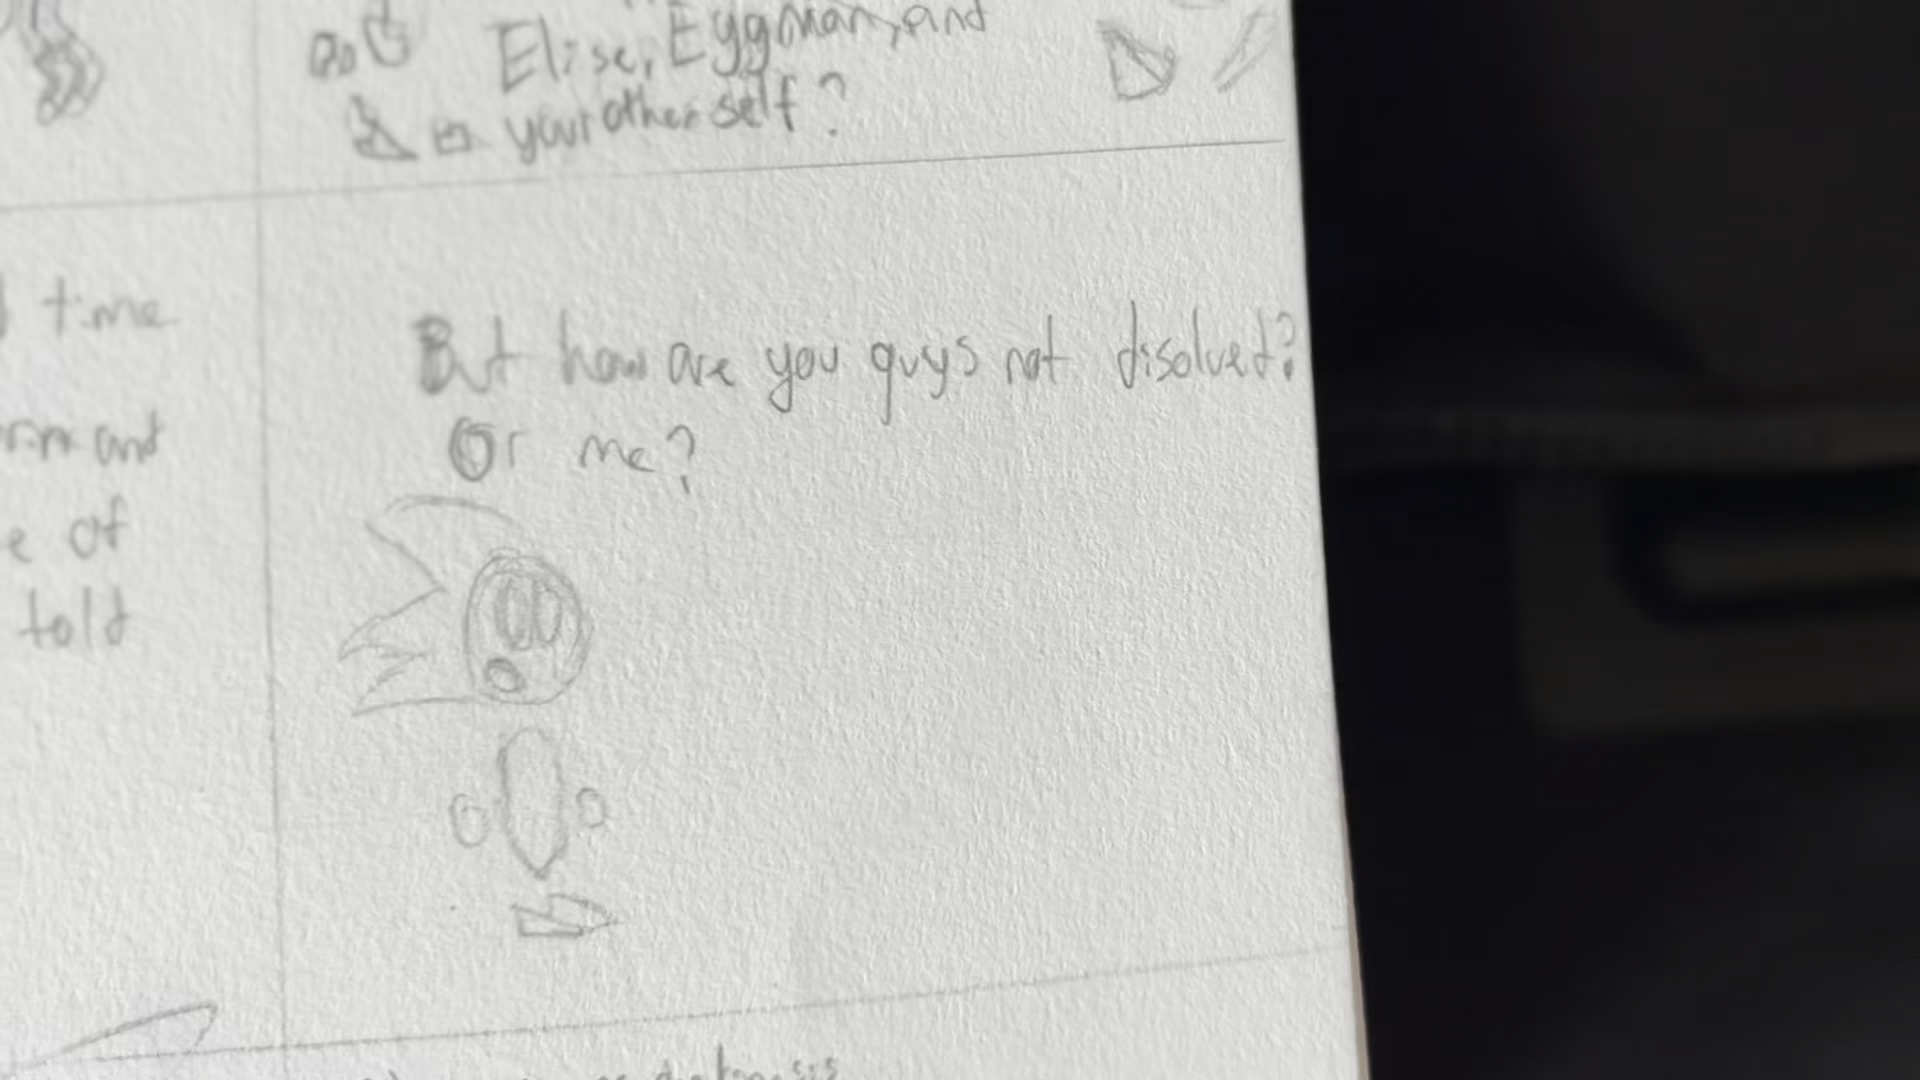 Elise, Eggman, and
your other self?
time
and
e of
told
But how are you guys not disolved?
Or me?